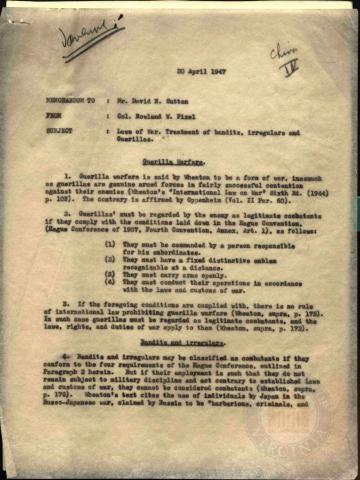 20 April 1947
China
IV
MEMORANDUM TO : Mr. David N. Sutton
FROM : Col. Rowland W. Fixel
SUBJECT : Laws of War. Treatment of bandits, irregulars and
Guerillas.
Guerilla Warfare.
1. Guerilla warfare is said by Wheaton to be a form of war, inasmuch
as guerillas are genuine armed forces in fairly successful contention
against their enemies (Wheaton's "International law on War" Sixth Ed. (1944)
p. 103). The contrary is affirmed by Oppenheim (Vol. II Par. 60).
2. Guerillas' must be regarded by the enemy as legitimate combatants
if they comply with the conditions laid down in the Hague Convention,
(Hague Conference of 1907, Fourth Convention, Annex, Art. 1), as follows:
(1) They must be commanded by a person responsible
for his subordinates.
(2) They must have a fixed distinctive emblem
recognizable at a distance.
(3) They must carry arms openly.
(4) They must conduct their operations in accordance
with the laws and customs of war.
3. If the foregoing conditions are complied with, there is no rule
of international law prohibiting guerilla warfare (Wheaton, supra, p. 175).
In such case guerillas must be regarded as legitimate combatants, and the
laws, rights, and duties of war apply to them (Wheaton, supra, p. 172).
Bandits and irregulars.
4. Bandits and irregulars may be classified as combatants if they
conform to the four requirements of the Hague Conference, outlined in
Paragraph 2 herein. But if their employment is such that they do not
remain subject to military discipline and act contrary to established laws
and customs of war, they cannot be considered combatants (Wheaton, supra,
p. 170). Wheaton's text cites the use of individuals by Japan in the
Russo-Japanese war, claimed by Russia to be "barbarious, criminals, and